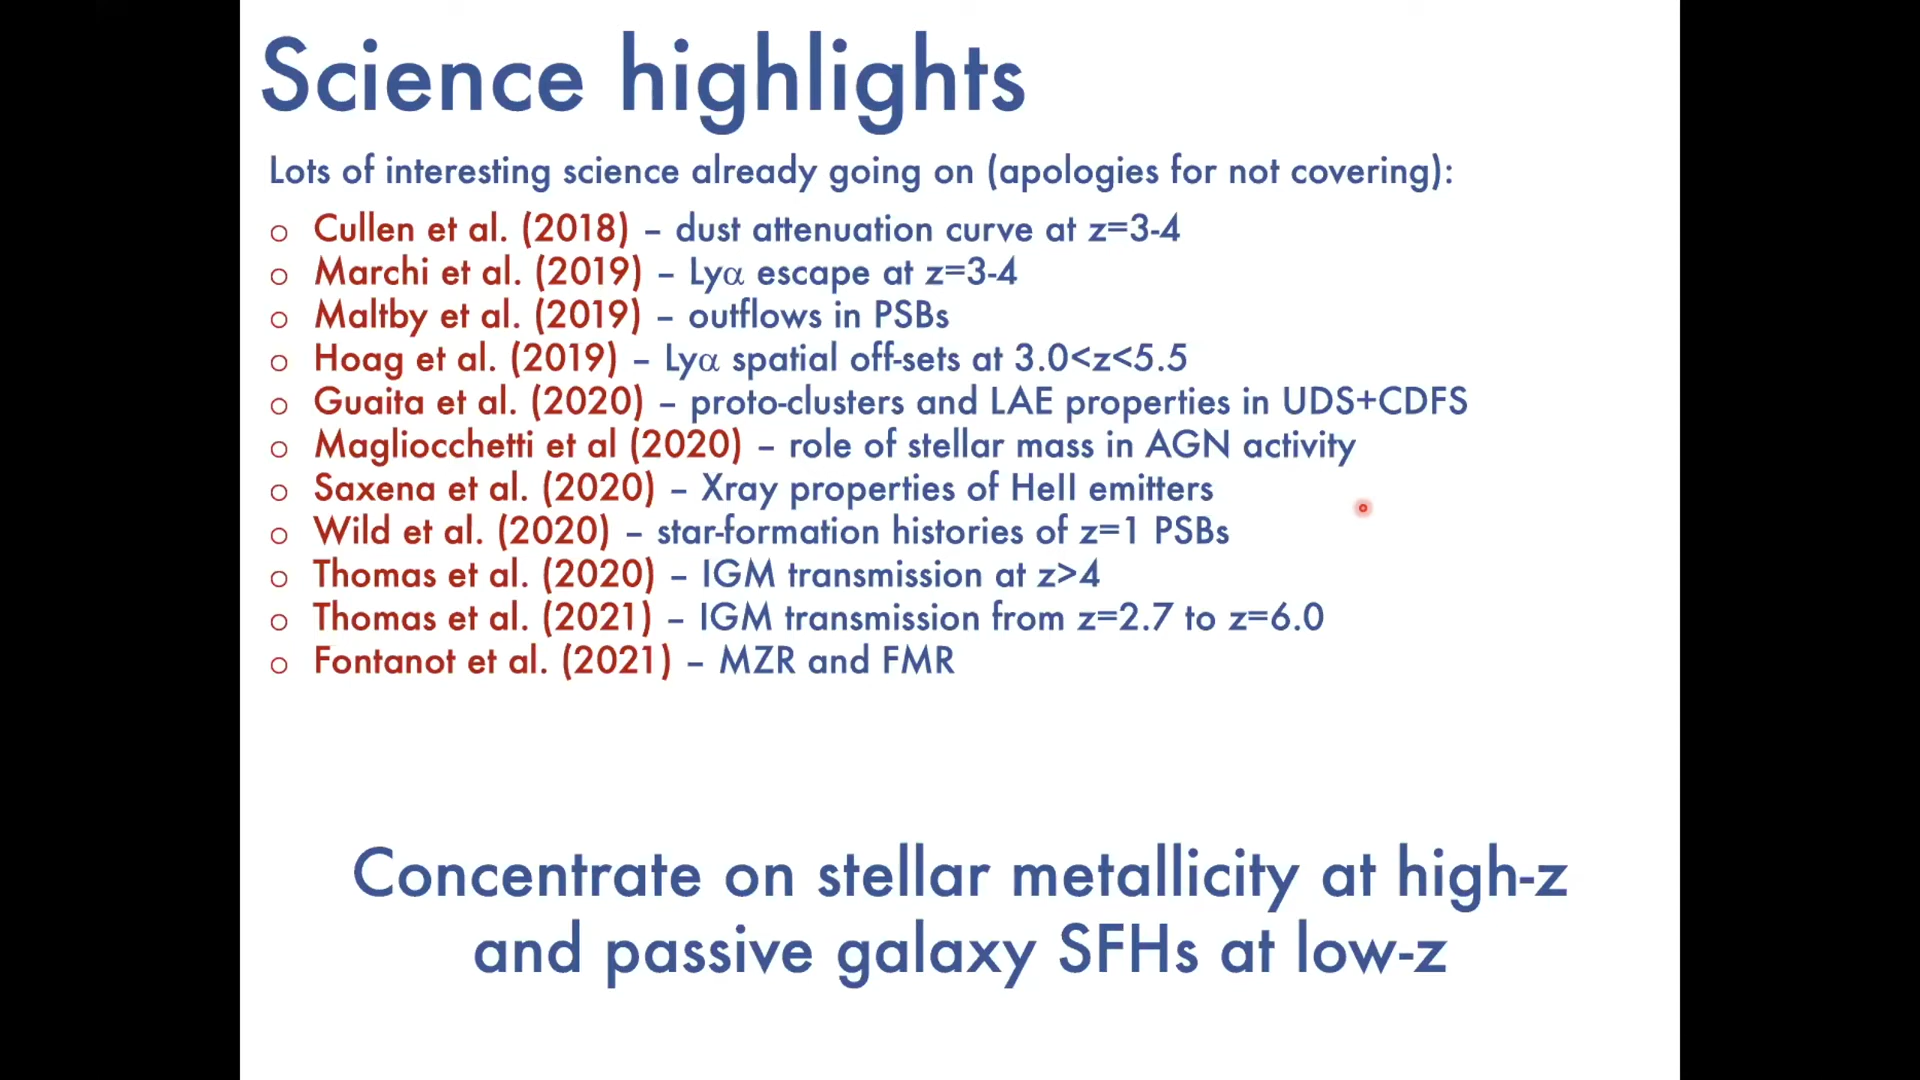 Science highlights
Lots of interesting science already going on (apologies for not covering):
○ Cullen et al. (2018) – dust attenuation curve at z=3-4
○ Marchi et al. (2019) – Lyα escape at z=3-4
○ Maltby et al. (2019) – outflows in PSBs
○ Hoag et al. (2019) – Lyα spatial off-sets at 3.0<z<5.5
○ Guaita et al. (2020) – proto-clusters and LAE properties in UDS+CDFS
○ Magliocchetti et al (2020) – role of stellar mass in AGN activity
○ Saxena et al. (2020) – Xray properties of HeII emitters
○ Wild et al. (2020) – star-formation histories of z=1 PSBs
○ Thomas et al. (2020) – IGM transmission at z>4
○ Thomas et al. (2021) – IGM transmission from z=2.7 to z=6.0
○ Fontanot et al. (2021) – MZR and FMR
Concentrate on stellar metallicity at high-z
and passive galaxy SFHs at low-z